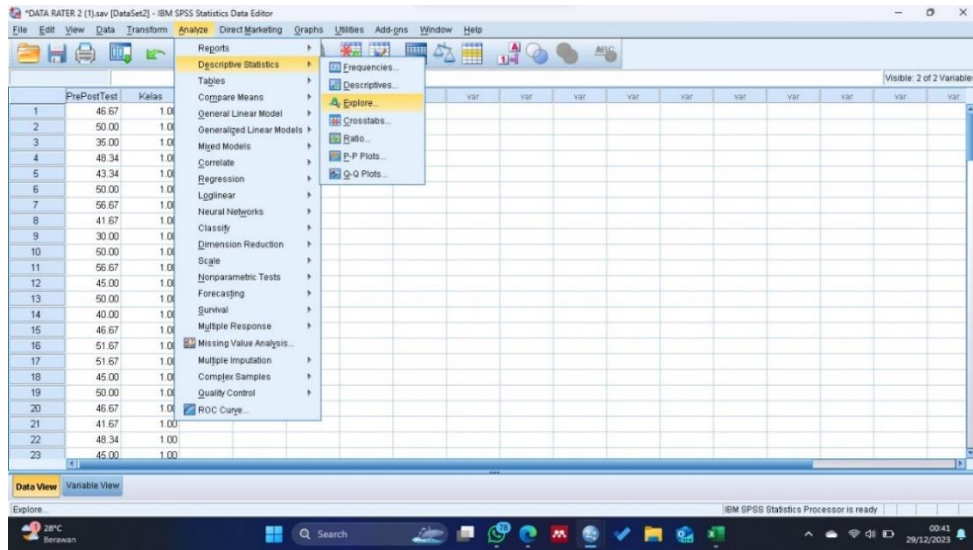 *DATA RATER 2 (1).sav [DataSet2] - IBM SPSS Statistics Data Editor
File Edit View Data Transform Analyze Direct Marketing Graphs Utilities Add-ons Window Help
Visible: 2 of 2 Variables
Reports
Descriptive Statistics
Tables
Compare Means
General Linear Model
Generalized Linear Models
Mixed Models
Correlate
Regression
Loglinear
Neural Networks
Classify
Dimension Reduction
Scale
Nonparametric Tests
Forecasting
Survival
Multiple Response
Missing Value Analysis...
Multiple Imputation
Complex Samples
Quality Control
ROC Curve...
Frequencies...
Descriptives...
Explore...
Crosstabs...
Ratio...
P-P Plots...
Q-Q Plots...
PrePostTest Kelas var var var var var var var var var var
1 46.67 1.00
2 50.00 1.00
3 35.00 1.00
4 48.34 1.00
5 43.34 1.00
6 50.00 1.00
7 56.67 1.00
8 41.67 1.00
9 30.00 1.00
10 50.00 1.00
11 56.67 1.00
12 45.00 1.00
13 50.00 1.00
14 40.00 1.00
15 46.67 1.00
16 51.67 1.00
17 51.67 1.00
18 45.00 1.00
19 50.00 1.00
20 46.67 1.00
21 41.67 1.00
22 48.34 1.00
23 45.00 1.00
Data View Variable View
Explore... IBM SPSS Statistics Processor is ready
28°C
Berawan
Search
00:41
29/12/2023